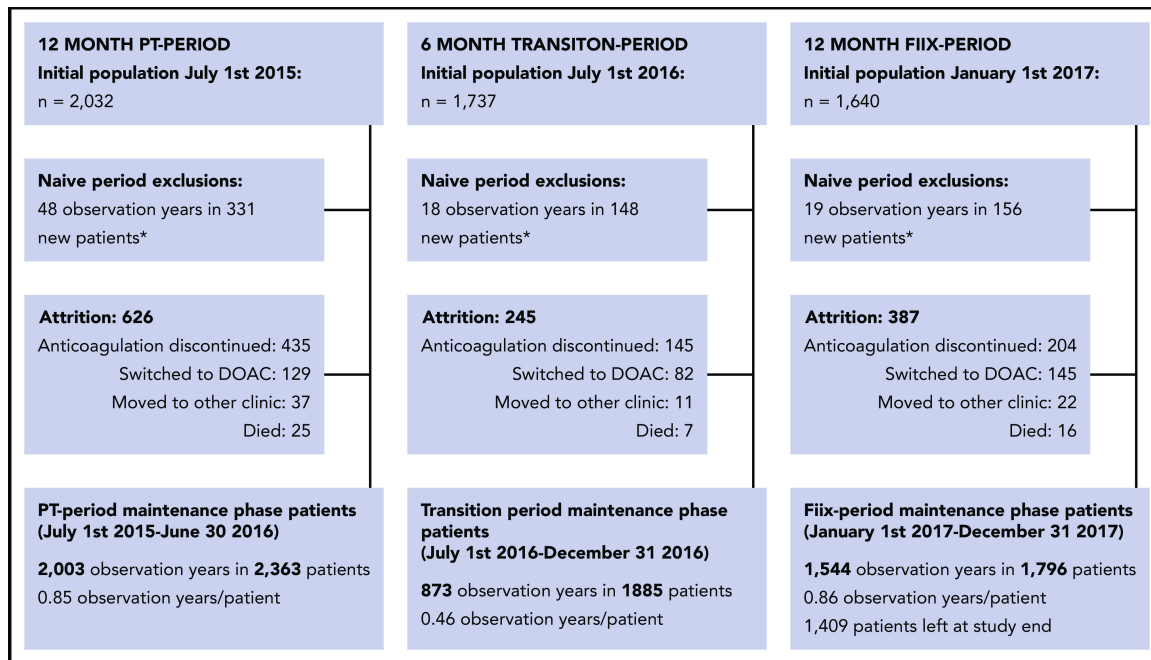 12 MONTH PT-PERIOD
Initial population July 1st 2015:
n = 2,032
Naive period exclusions:
48 observation years in 331
new patients*
Attrition: 626
Anticoagulation discontinued: 435
Switched to DOAC: 129
Moved to other clinic: 37
Died: 25
PT-period maintenance phase patients
(July 1st 2015-June 30 2016)
2,003 observation years in 2,363 patients
0.85 observation years/patient
6 MONTH TRANSITON-PERIOD
Initial population July 1st 2016:
n = 1,737
Naive period exclusions:
18 observation years in 148
new patients*
Attrition: 245
Anticoagulation discontinued: 145
Switched to DOAC: 82
Moved to other clinic: 11
Died: 7
Transition period maintenance phase
patients
(July 1st 2016-December 31 2016)
873 observation years in 1885 patients
0.46 observation years/patient
12 MONTH FIIX-PERIOD
Initial population January 1st 2017:
n = 1,640
Naive period exclusions:
19 observation years in 156
new patients*
Attrition: 387
Anticoagulation discontinued: 204
Switched to DOAC: 145
Moved to other clinic: 22
Died: 16
Fiix-period maintenance phase patients
(January 1st 2017-December 31 2017)
1,544 observation years in 1,796 patients
0.86 observation years/patient
1,409 patients left at study end